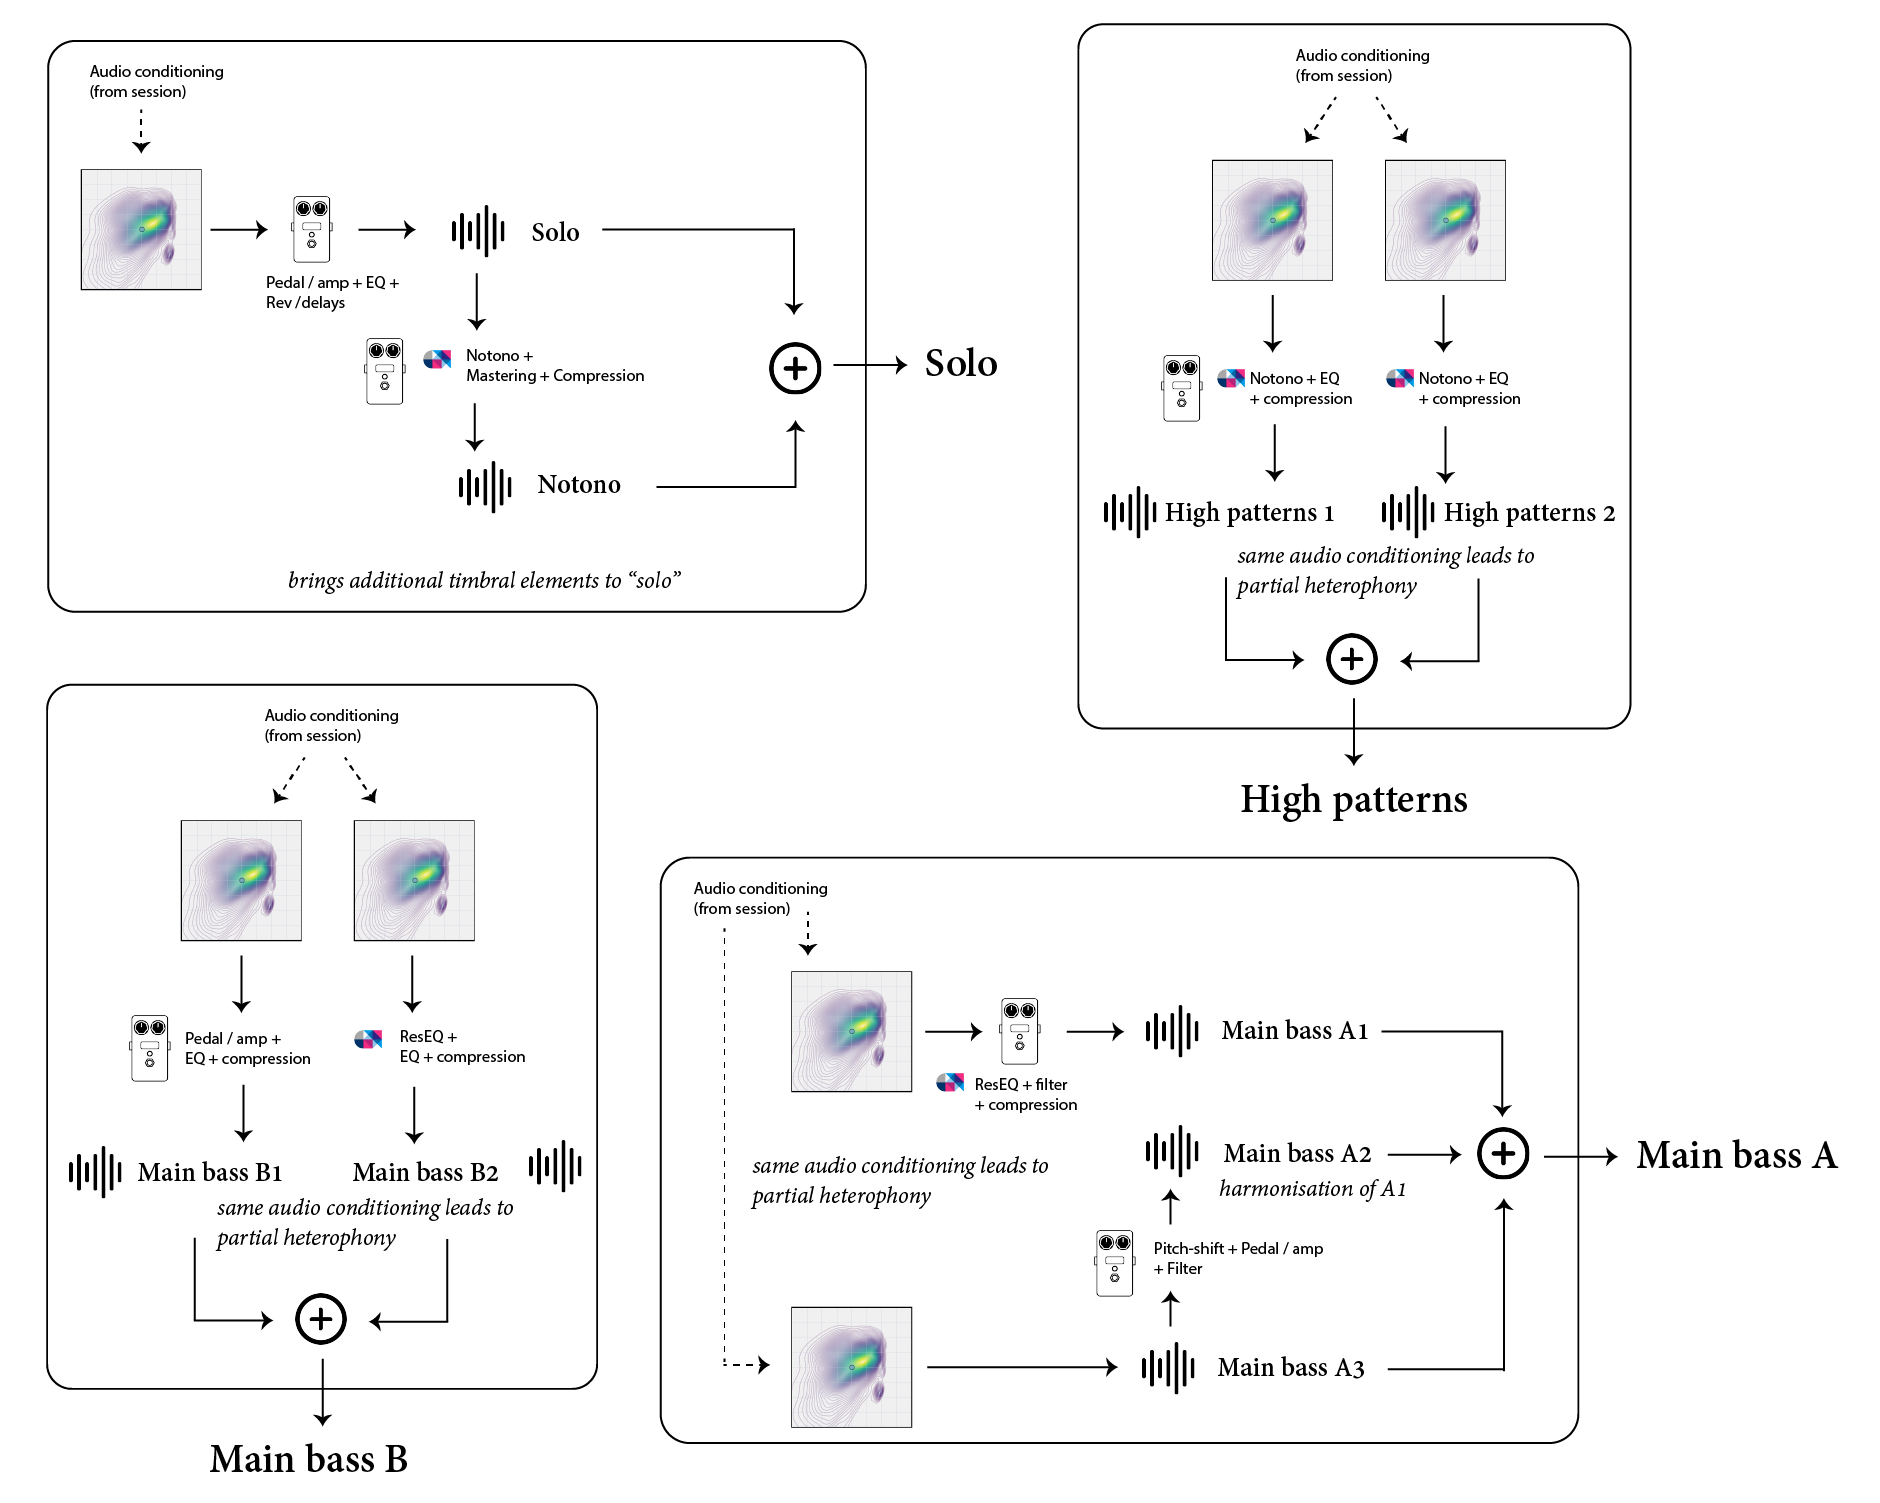 Audio conditioning
(from session)
Pedal / amp + EQ +
Rev /delays
Solo
Notono +
Mastering + Compression
Notono
brings additional timbral elements to “solo”
Solo
Audio conditioning
(from session)
Notono + EQ
+ compression
Notono + EQ
+ compression
High patterns 1
High patterns 2
same audio conditioning leads to
partial heterophony
High patterns
Audio conditioning
(from session)
Pedal / amp +
EQ + compression
ResEQ +
EQ + compression
Main bass B1
Main bass B2
same audio conditioning leads to
partial heterophony
Main bass B
Audio conditioning
(from session)
ResEQ + filter
+ compression
Main bass A1
same audio conditioning leads to
partial heterophony
Main bass A2
harmonisation of A1
Pitch-shift + Pedal / amp
+ Filter
Main bass A3
Main bass A